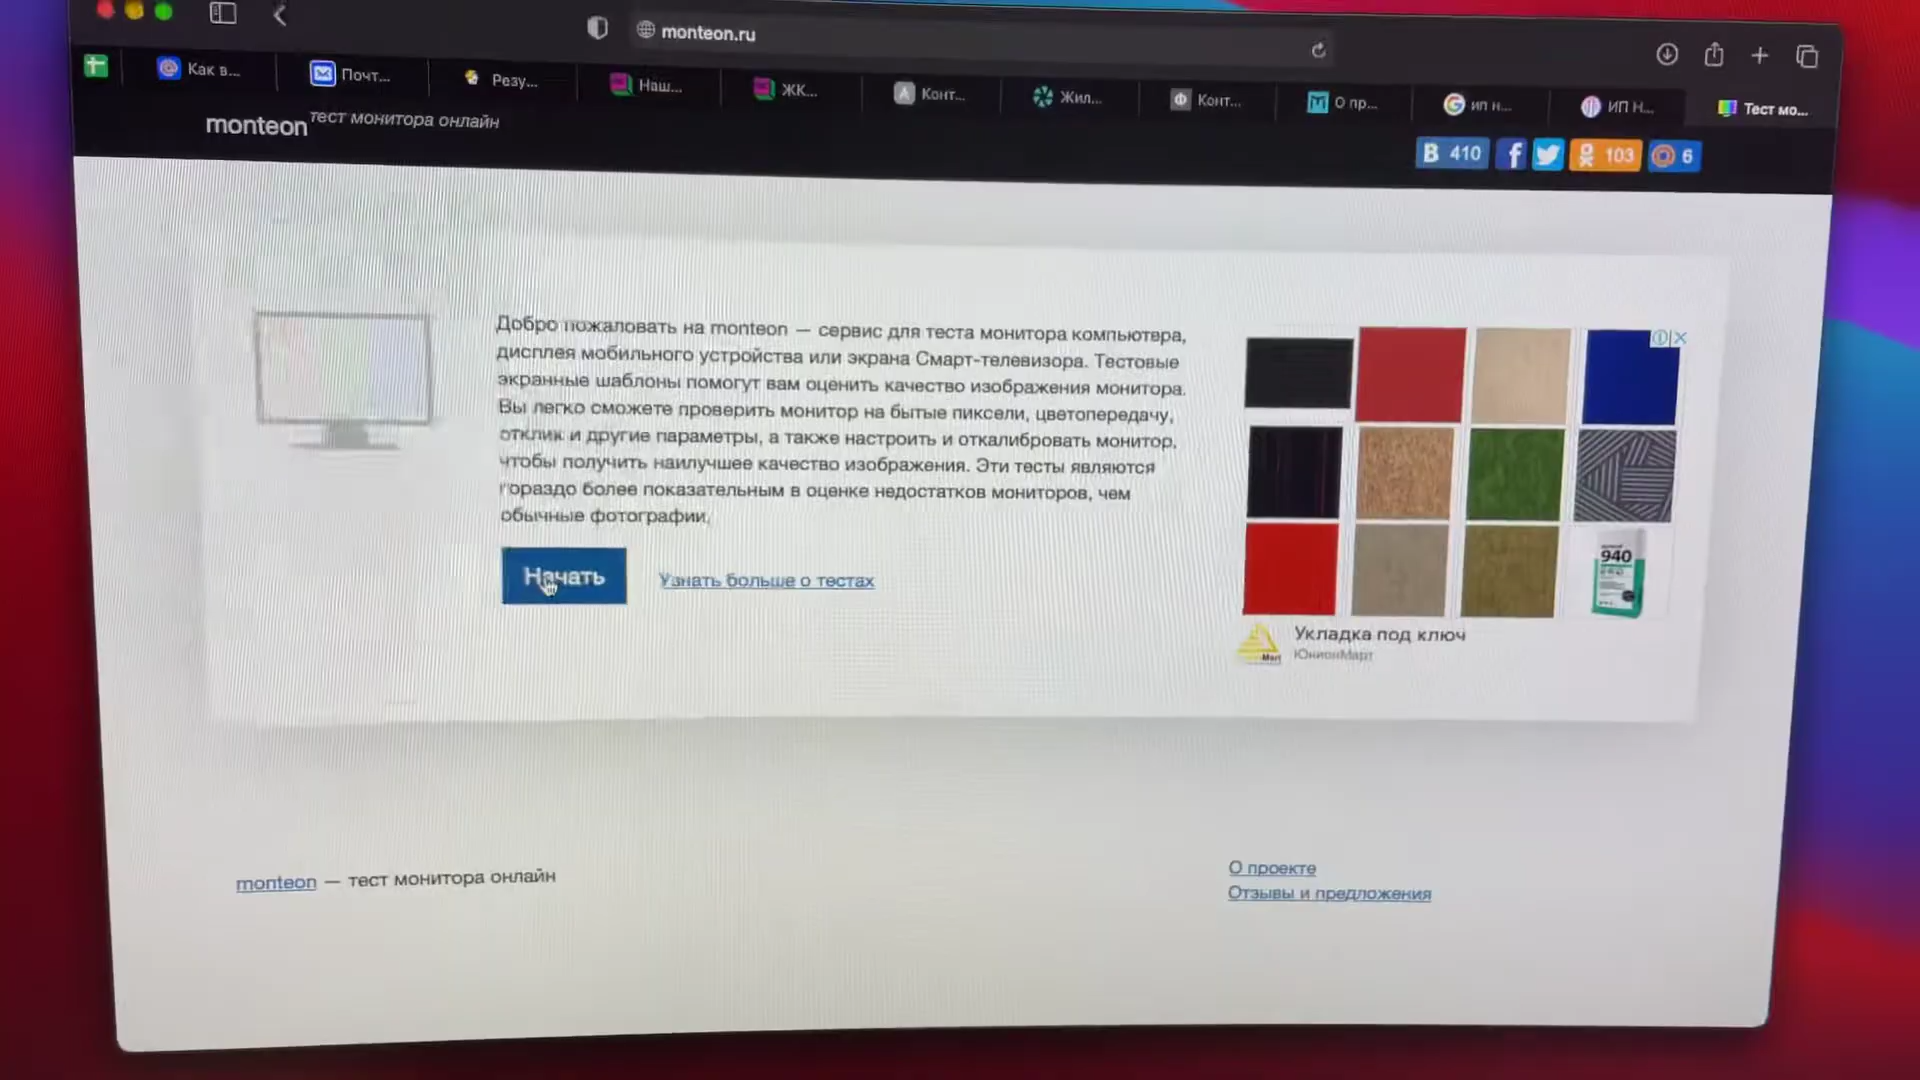 monteon.ru
Как в...
Почт...
Резу...
Наш...
ЖК...
Конт...
Жил...
Конт...
О пр...
ип н...
ИП Н...
Тест мо...
monteon тест монитора онлайн
410
103
6
Добро пожаловать на monteon — сервис для теста монитора компьютера,
дисплея мобильного устройства или экрана Смарт-телевизора. Тестовые
экранные шаблоны помогут вам оценить качество изображения монитора.
Вы легко сможете проверить монитор на бытые пиксели, цветопередачу,
отклик и другие параметры, а также настроить и откалибровать монитор,
чтобы получить наилучшее качество изображения. Эти тесты являются
гораздо более показательным в оценке недостатков мониторов, чем
обычные фотографии.
Начать
Узнать больше о тестах
940
Mart
Укладка под ключ
ЮнионМарт
monteon — тест монитора онлайн
О проекте
Отзывы и предложения